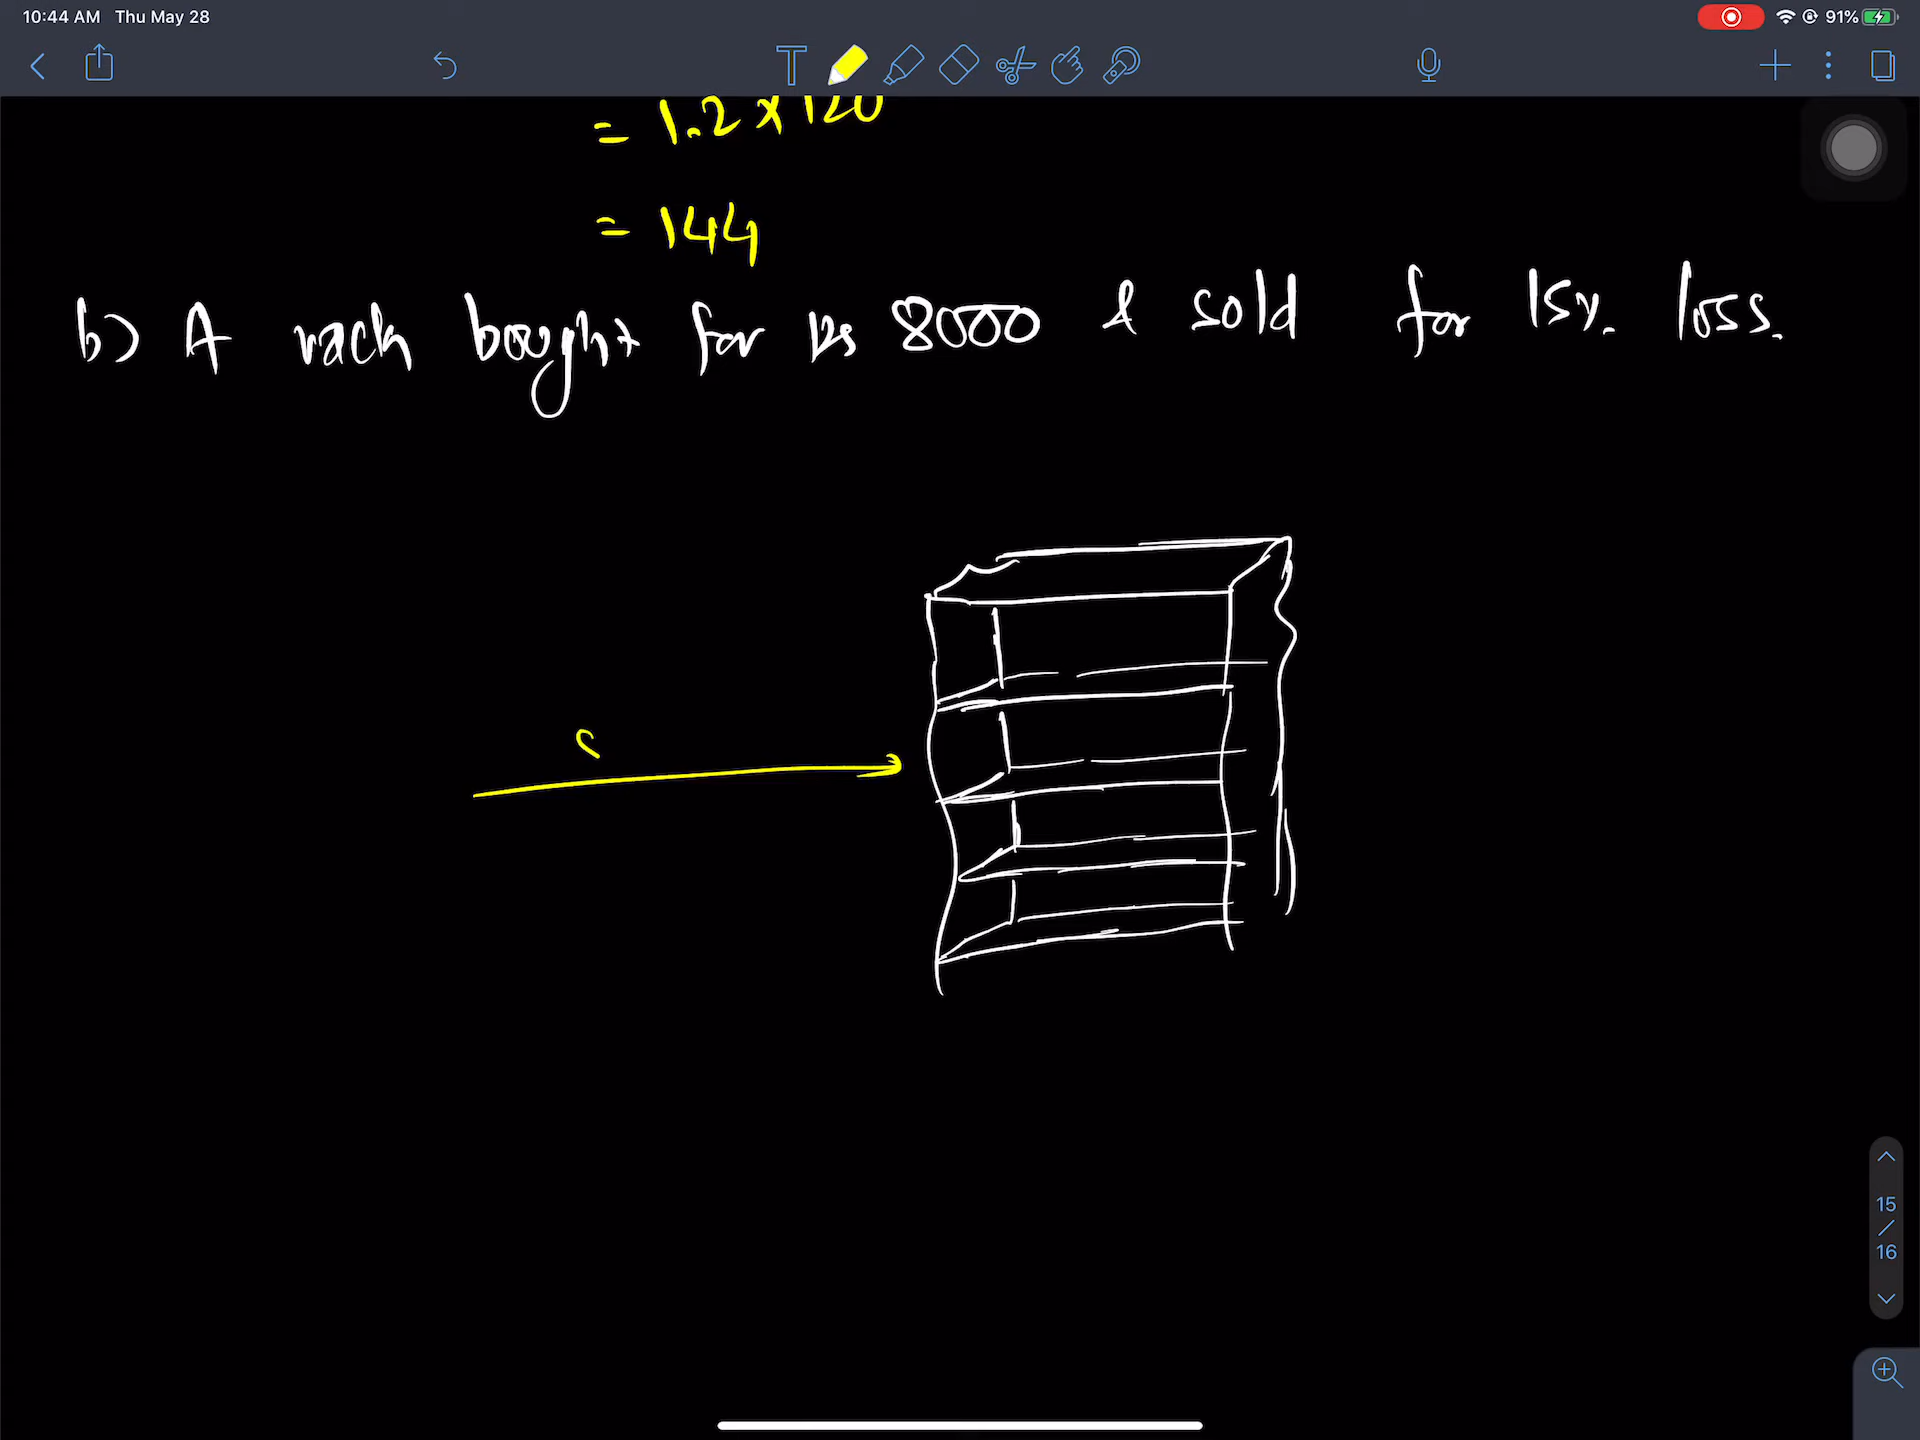 10:44 AM Thu May 28
91%
T
= 1.2 x 120
= 144
b) A rack bought for Rs 8000 & sold for 15%. loss.
8
15
/
16